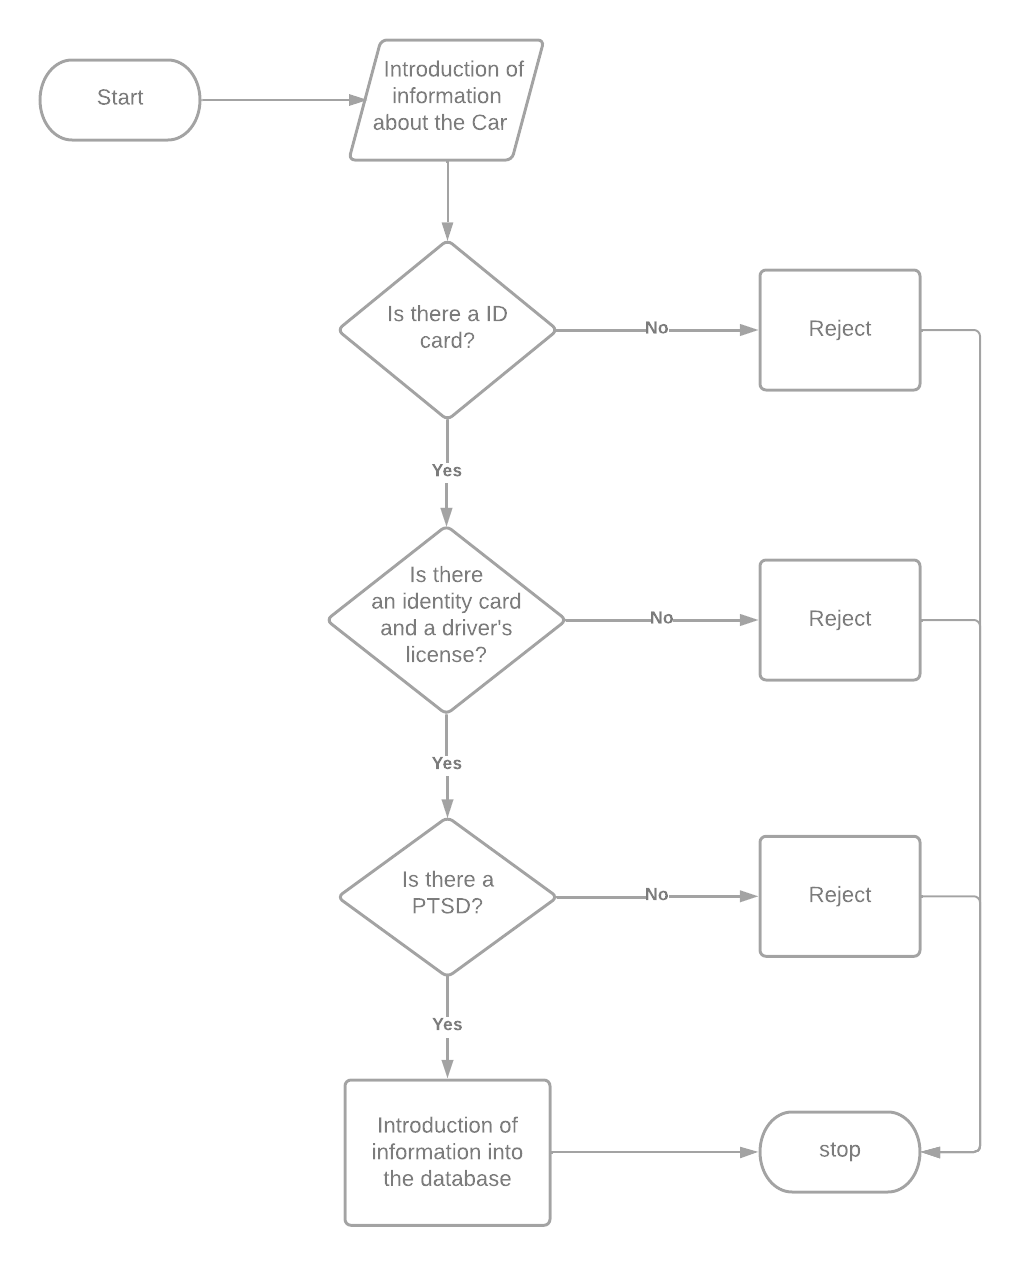 Start
Introduction of
information
about the Car
Is there a ID
card?
No
Reject
Yes
Is there
an identity card
and a driver's
license?
No
Reject
Yes
Is there a
PTSD?
No
Reject
Yes
Introduction of
information into
the database
stop